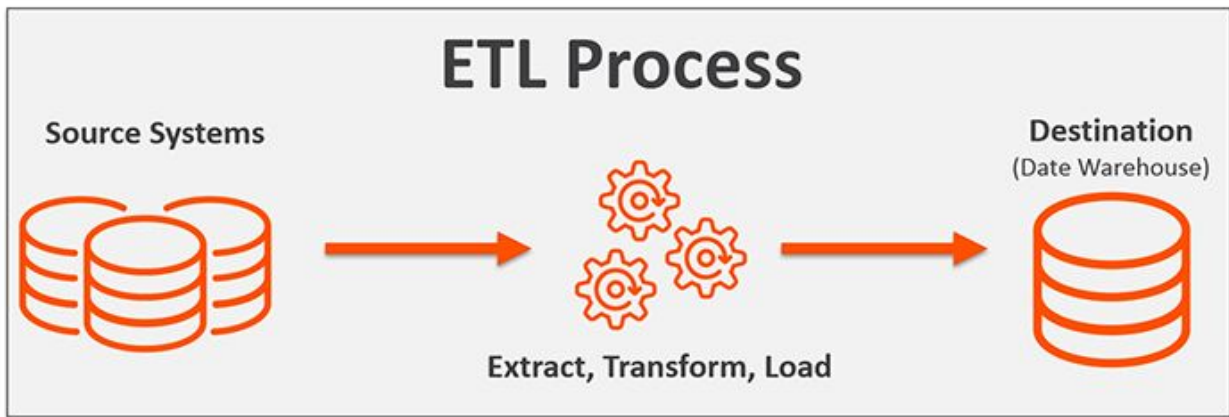 ETL Process
Source Systems
Destination
(Date Warehouse)
Extract, Transform, Load